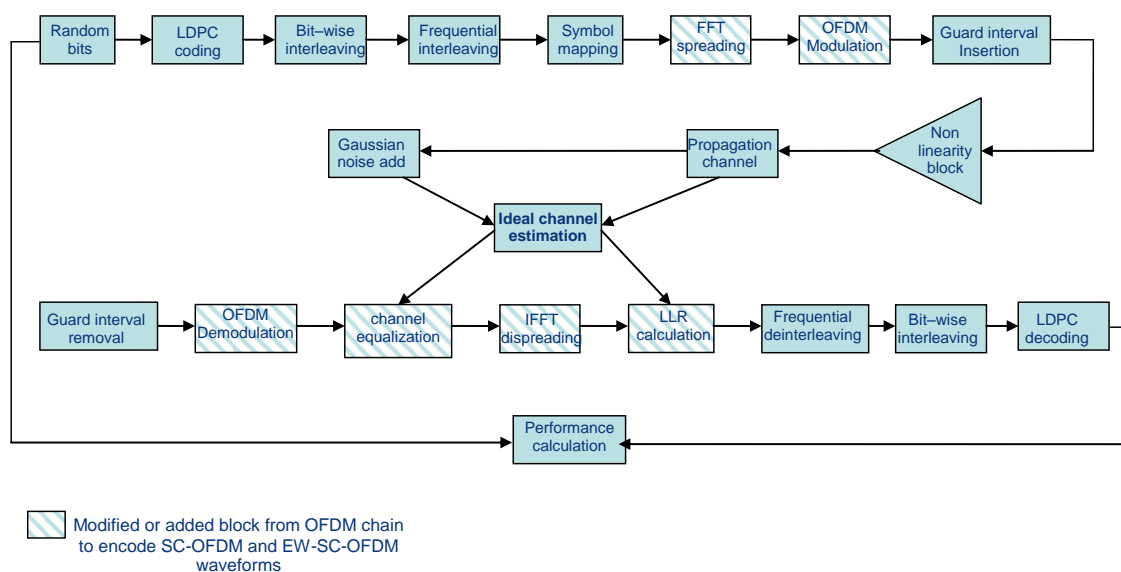 Random
bits
LDPC
coding
Bit–wise
interleaving
Frequential
interleaving
Symbol
mapping
FFT
spreading
OFDM
Modulation
Guard interval
Insertion
Gaussian
noise add
Propagation
channel
Non
linearity
block
Ideal channel
estimation
Guard interval
removal
OFDM
Demodulation
channel
equalization
IFFT
dispreading
LLR
calculation
Frequential
deinterleaving
Bit–wise
interleaving
LDPC
decoding
Performance
calculation
Modified or added block from OFDM chain
to encode SC-OFDM and EW-SC-OFDM
waveforms